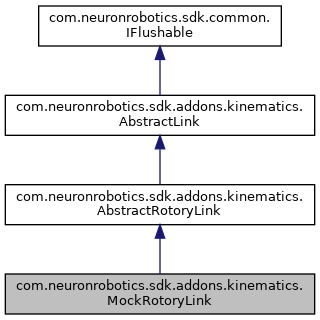 com.neuronrobotics.sdk.common.
IFlushable
com.neuronrobotics.sdk.addons.kinematics.
AbstractLink
com.neuronrobotics.sdk.addons.kinematics.
AbstractRotoryLink
com.neuronrobotics.sdk.addons.kinematics.
MockRotoryLink